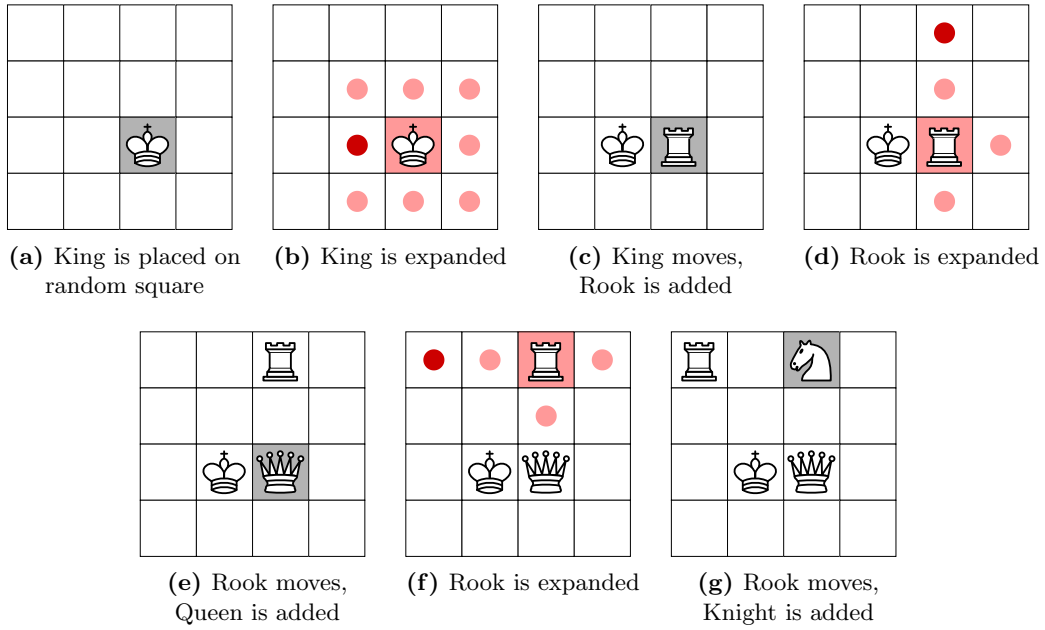 (a) King is placed on
random square
(b) King is expanded
(c) King moves,
Rook is added
(d) Rook is expanded
(e) Rook moves,
Queen is added
(f) Rook is expanded
(g) Rook moves,
Knight is added